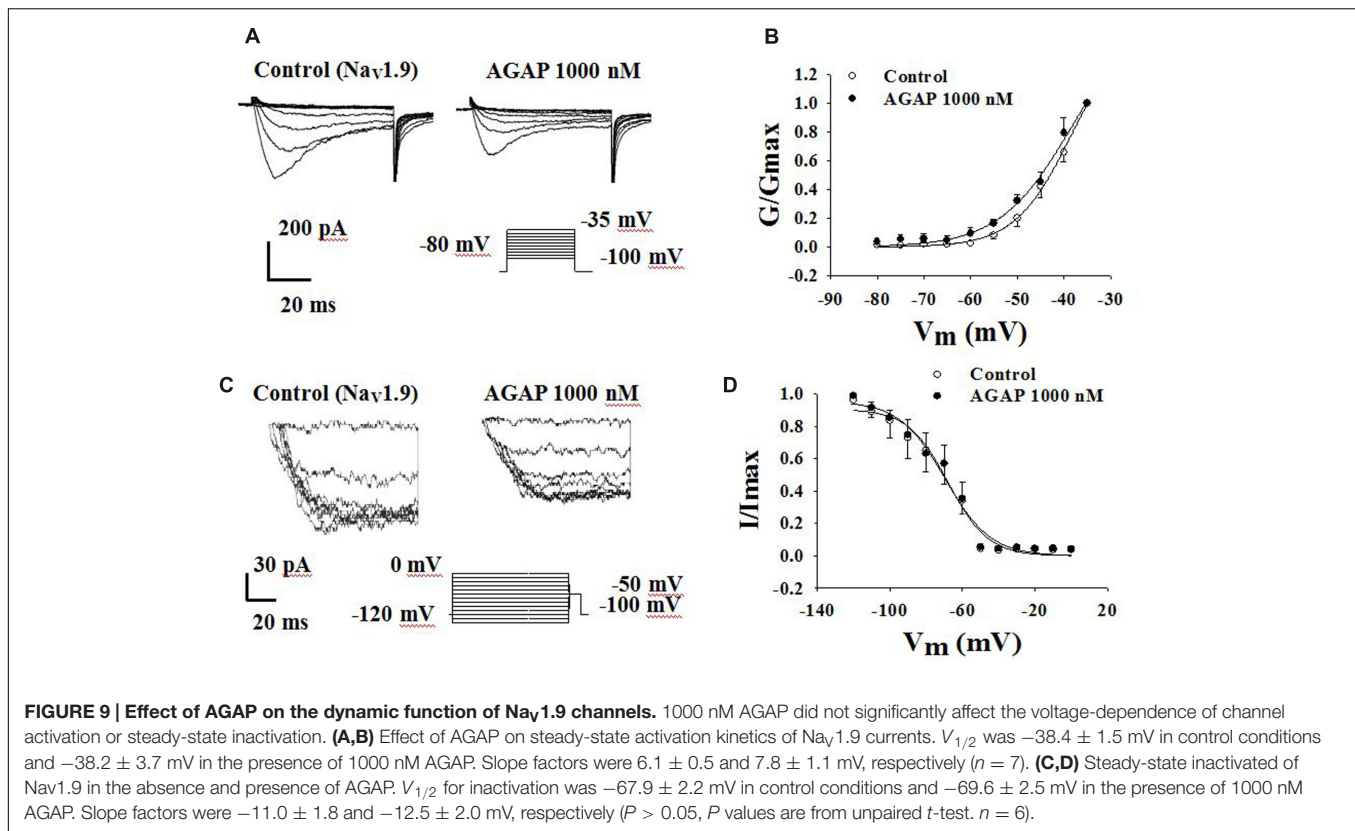 A
Control (NaV1.9)
AGAP 1000 nM
200 pA
20 ms
-80 mV
-35 mV
-100 mV
B
Control
AGAP 1000 nM
G/Gmax
1.2
1.0
0.8
0.6
0.4
0.2
0.0
-0.2
-90 -80 -70 -60 -50 -40 -30
Vm (mV)
C
Control (NaV1.9)
AGAP 1000 nM
30 pA
20 ms
0 mV
-120 mV
-50 mV
-100 mV
D
Control
AGAP 1000 nM
I/Imax
1.0
0.8
0.6
0.4
0.2
0.0
-0.2
-140 -100 -60 -20 20
Vm (mV)
FIGURE 9 | Effect of AGAP on the dynamic function of NaV1.9 channels. 1000 nM AGAP did not significantly affect the voltage-dependence of channel
activation or steady-state inactivation. (A,B) Effect of AGAP on steady-state activation kinetics of NaV1.9 currents. V1/2 was −38.4 ± 1.5 mV in control conditions
and −38.2 ± 3.7 mV in the presence of 1000 nM AGAP. Slope factors were 6.1 ± 0.5 and 7.8 ± 1.1 mV, respectively (n = 7). (C,D) Steady-state inactivated of
Nav1.9 in the absence and presence of AGAP. V1/2 for inactivation was −67.9 ± 2.2 mV in control conditions and −69.6 ± 2.5 mV in the presence of 1000 nM
AGAP. Slope factors were −11.0 ± 1.8 and −12.5 ± 2.0 mV, respectively (P > 0.05, P values are from unpaired t-test. n = 6).